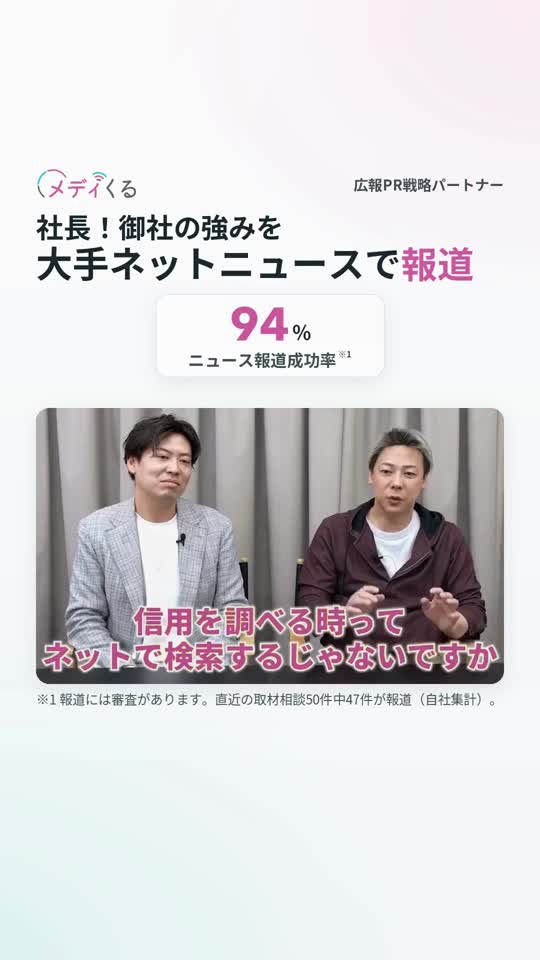 メディくる
広報PR戦略パートナー
社長！御社の強みを
大手ネットニュースで報道
94%
ニュース報道成功率※1
信用を調べる時って
ネットで検索するじゃないですか
※1 報道には審査があります。直近の取材相談50件中47件が報道（自社集計）。